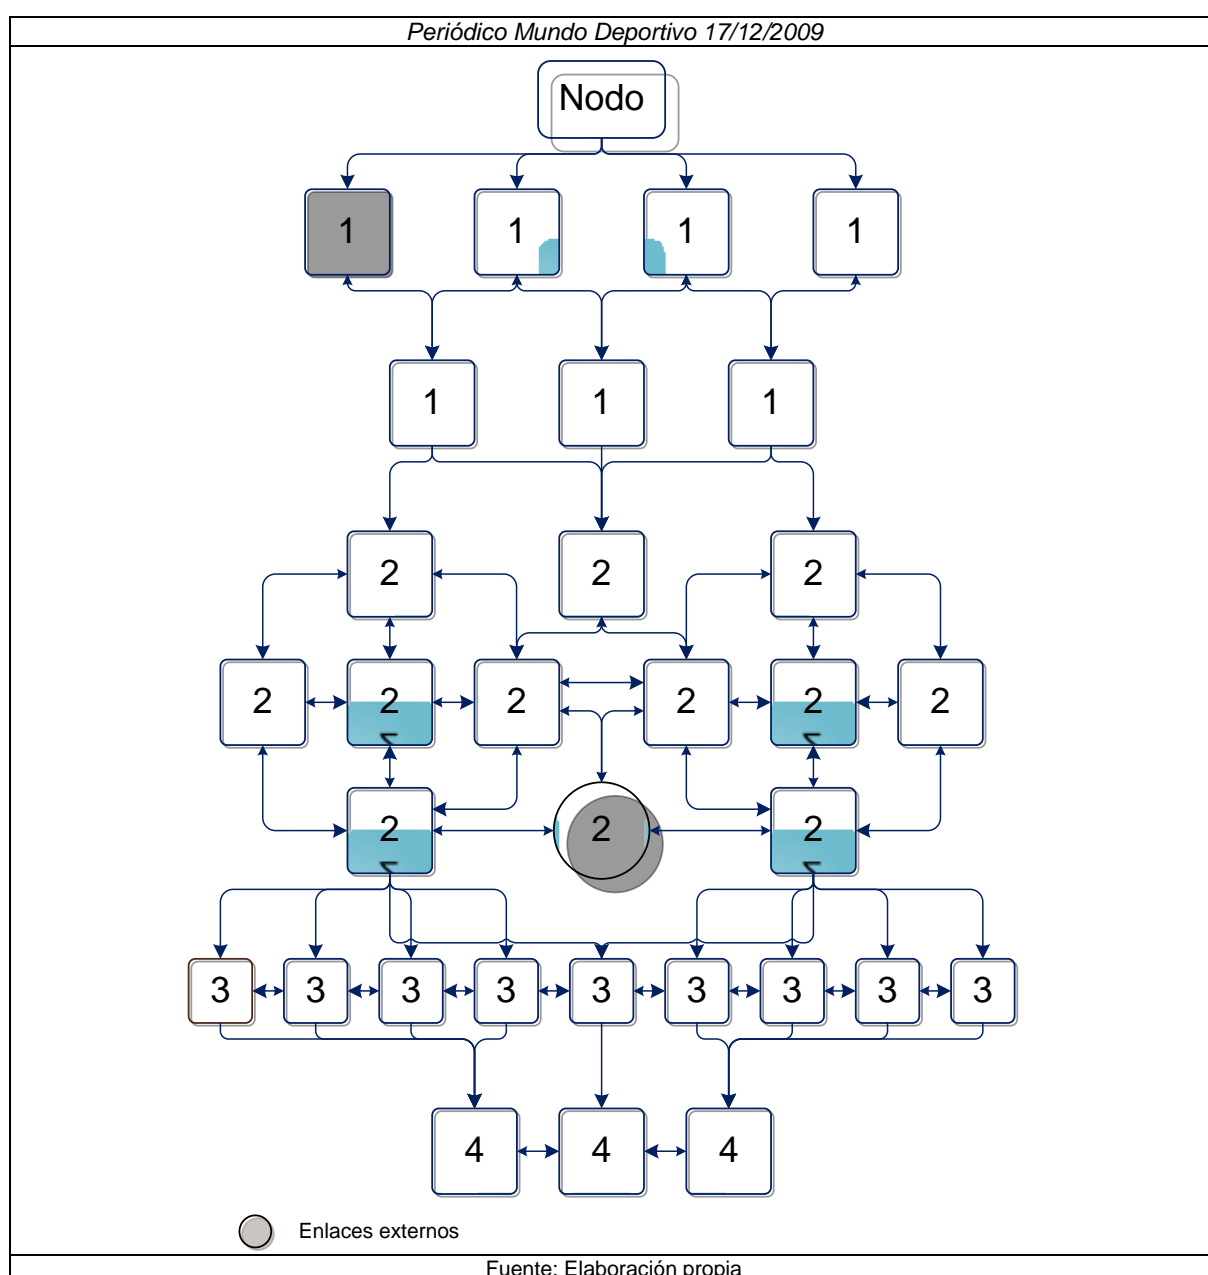 Periódico Mundo Deportivo 17/12/2009
Nodo
1 1 1 1
1 1 1
2 2 2
2 2 2 2 2 2
2 2 2
3 3 3 3 3 3 3 3 3
4 4 4
Enlaces externos
Fuente: Elaboración propia